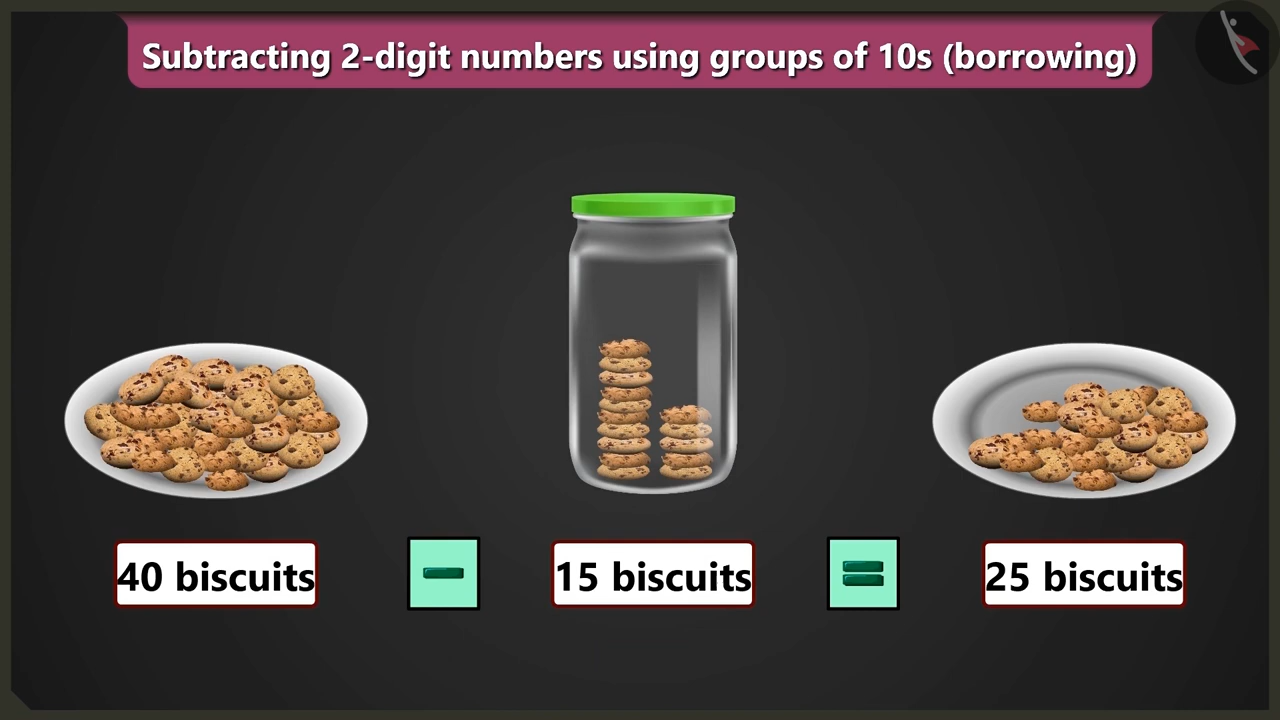 Subtracting 2-digit numbers using groups of 10s (borrowing)
40 biscuits - 15 biscuits = 25 biscuits